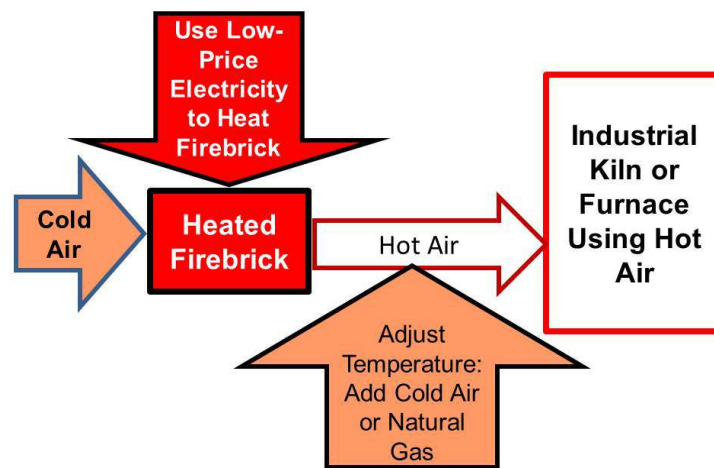 Use Low-
Price
Electricity
to Heat
Firebrick
Cold
Air
Heated
Firebrick
Hot Air
Industrial
Kiln or
Furnace
Using Hot
Air
Adjust
Temperature:
Add Cold Air
or Natural
Gas